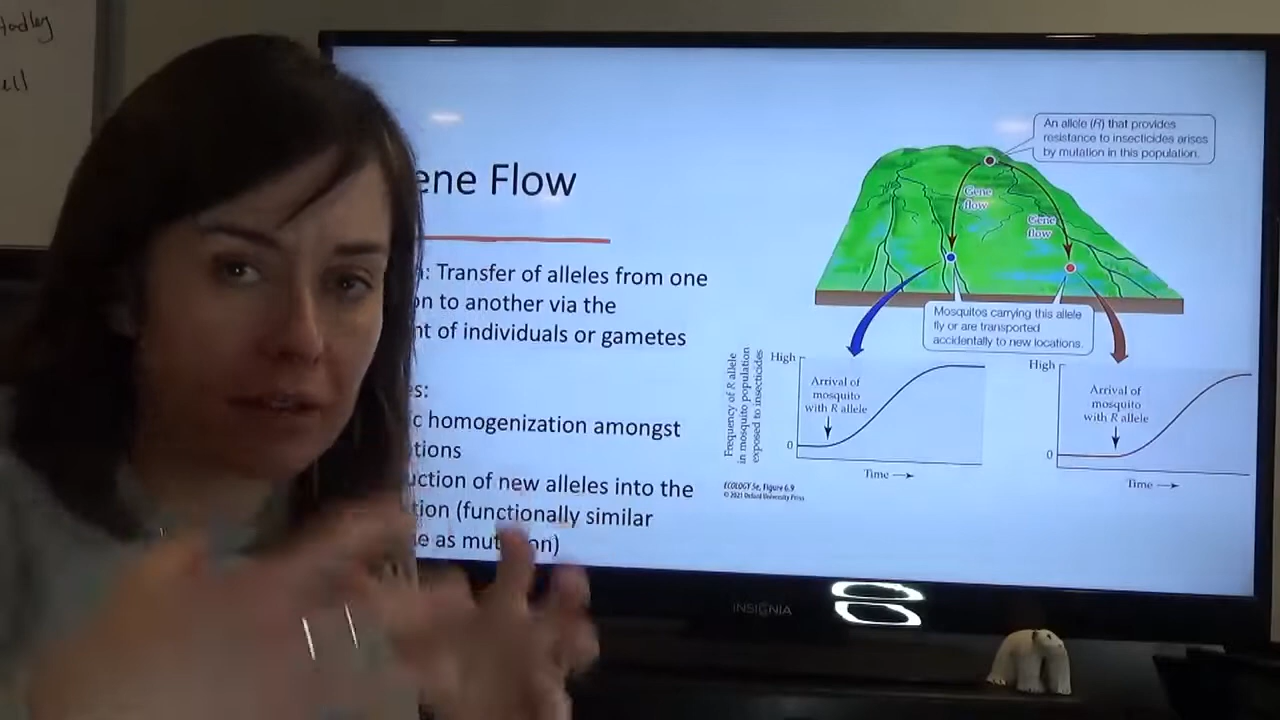 ell
ene Flow
: Transfer of alleles from one
on to another via the
t of individuals or gametes
s:
c homogenization amongst
tions
uction of new alleles into the
tion (functionally similar
e as mut on)
An allele (R) that provides
resistance to insecticides arises
by mutation in this population.
Gene
flow
Gene
flow
Mosquitos carrying this allele
fly or are transported
accidentally to new locations.
Frequency of R allele
in mosquito population
exposed to insecticides
High
Arrival of
mosquito
with R allele
0
Time
High
Arrival of
mosquito
with R allele
0
Time
ECOLOGY 5e, Figure 6.9
© 2021 Oxford University Press
INSIGNIA